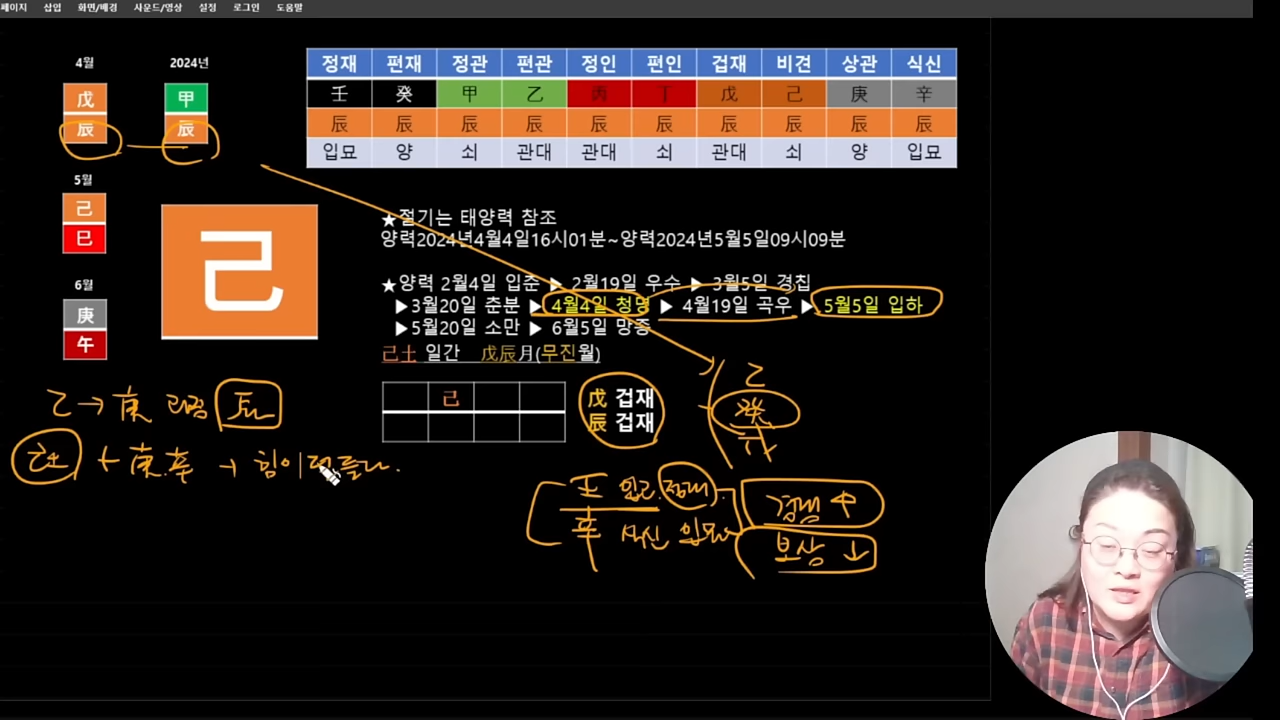 페이지 삽입 화면/배경 사운드/영상 설정 로그인 도움말
4월 2024년
戊 甲
辰 辰
5월
己
巳
6월
庚
午
己
정재 편재 정관 편관 정인 편인 겁재 비견 상관 식신
壬 癸 甲 乙 丙 丁 戊 己 庚 辛
辰 辰 辰 辰 辰 辰 辰 辰 辰 辰
입묘 양 쇠 관대 관대 쇠 관대 쇠 양 입묘
★절기는 태양력 참조
양력2024년4월4일16시01분~양력2024년5월5일09시09분
★양력 2월4일 입춘 ▶ 2월19일 우수 ▶ 3월5일 경칩
▶3월20일 춘분 ▶ 4월4일 청명 ▶ 4월19일 곡우 ▶ 5월5일 입하
▶5월20일 소만 ▶ 6월5일 망종
己土 일간 戊辰月(무진월)
己
戊 겁재
辰 겁재
乙
癸
戊
乙 → 庚
+ 庚.辛 → 힘이
壬 입묘 정재
辛 식신 입묘
경쟁 ↑
보상 ↓